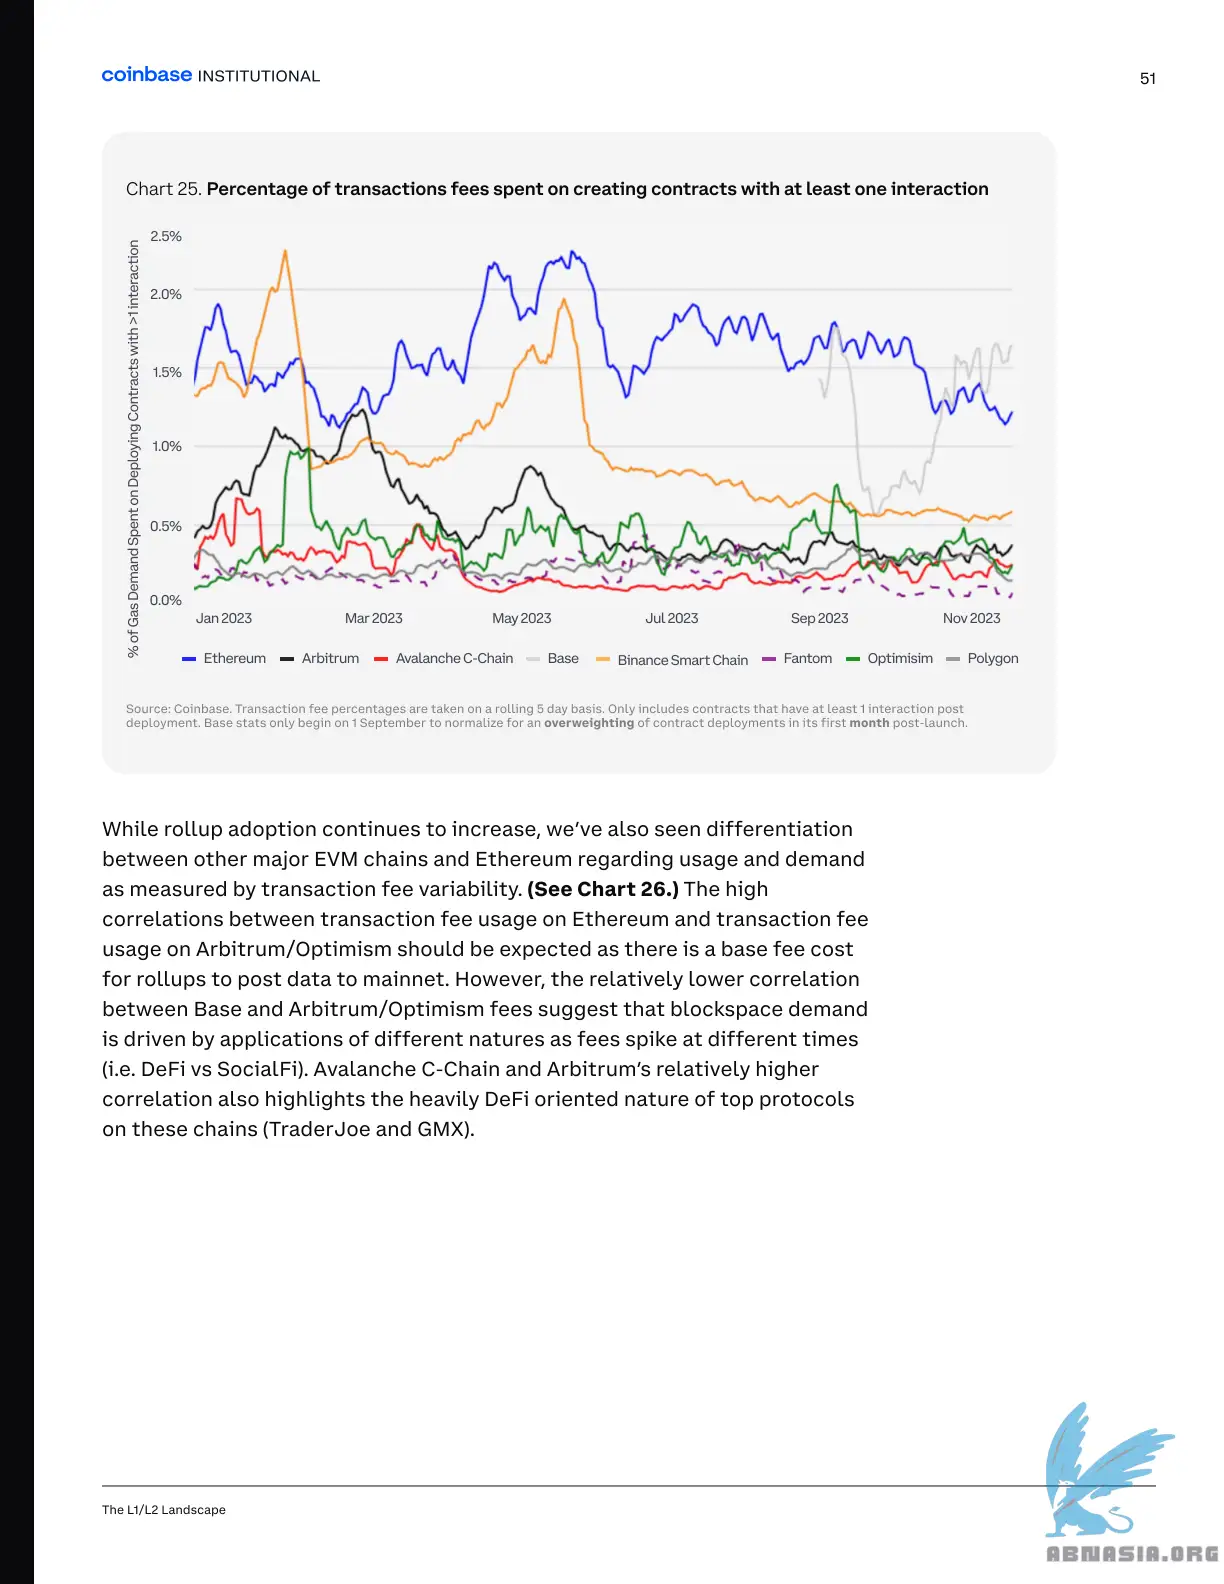 coinbase INSTITUTIONAL
51
Chart 25. Percentage of transactions fees spent on creating contracts with at least one interaction
% of Gas Demand Spent on Deploying Contracts with >1 interaction
2.5%
2.0%
1.5%
1.0%
0.5%
0.0%
Jan 2023 Mar 2023 May 2023 Jul 2023 Sep 2023 Nov 2023
Ethereum Arbitrum Avalanche C-Chain Base Binance Smart Chain Fantom Optimisim Polygon
Source: Coinbase. Transaction fee percentages are taken on a rolling 5 day basis. Only includes contracts that have at least 1 interaction post
deployment. Base stats only begin on 1 September to normalize for an overweighting of contract deployments in its first month post-launch.
While rollup adoption continues to increase, we’ve also seen differentiation
between other major EVM chains and Ethereum regarding usage and demand
as measured by transaction fee variability. (See Chart 26.) The high
correlations between transaction fee usage on Ethereum and transaction fee
usage on Arbitrum/Optimism should be expected as there is a base fee cost
for rollups to post data to mainnet. However, the relatively lower correlation
between Base and Arbitrum/Optimism fees suggest that blockspace demand
is driven by applications of different natures as fees spike at different times
(i.e. DeFi vs SocialFi). Avalanche C-Chain and Arbitrum’s relatively higher
correlation also highlights the heavily DeFi oriented nature of top protocols
on these chains (TraderJoe and GMX).
The L1/L2 Landscape
ABNASIA.ORG